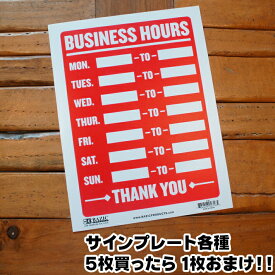 BUSINESS HOURS
MON. -TO-
TUES. -TO-
WED. -TO-
THUR. -TO-
FRI. -TO-
SAT. -TO-
SUN. -TO-
THANK YOU
BAZIC
サインプレート各種
5枚買ったら 1枚おまけ!!